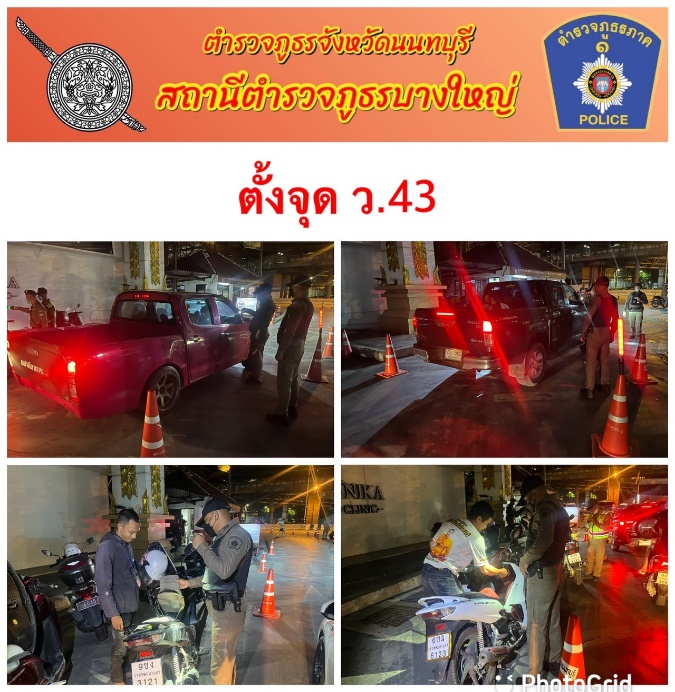 ตำรวจภูธรจังหวัดนนทบุรี
สถานีตำรวจภูธรบางใหญ่
ตำรวจภูธรภาค
๑
POLICE
ตั้งจุด ว.43
NIKA
CLINIC
3121
5123
PhotoGrid